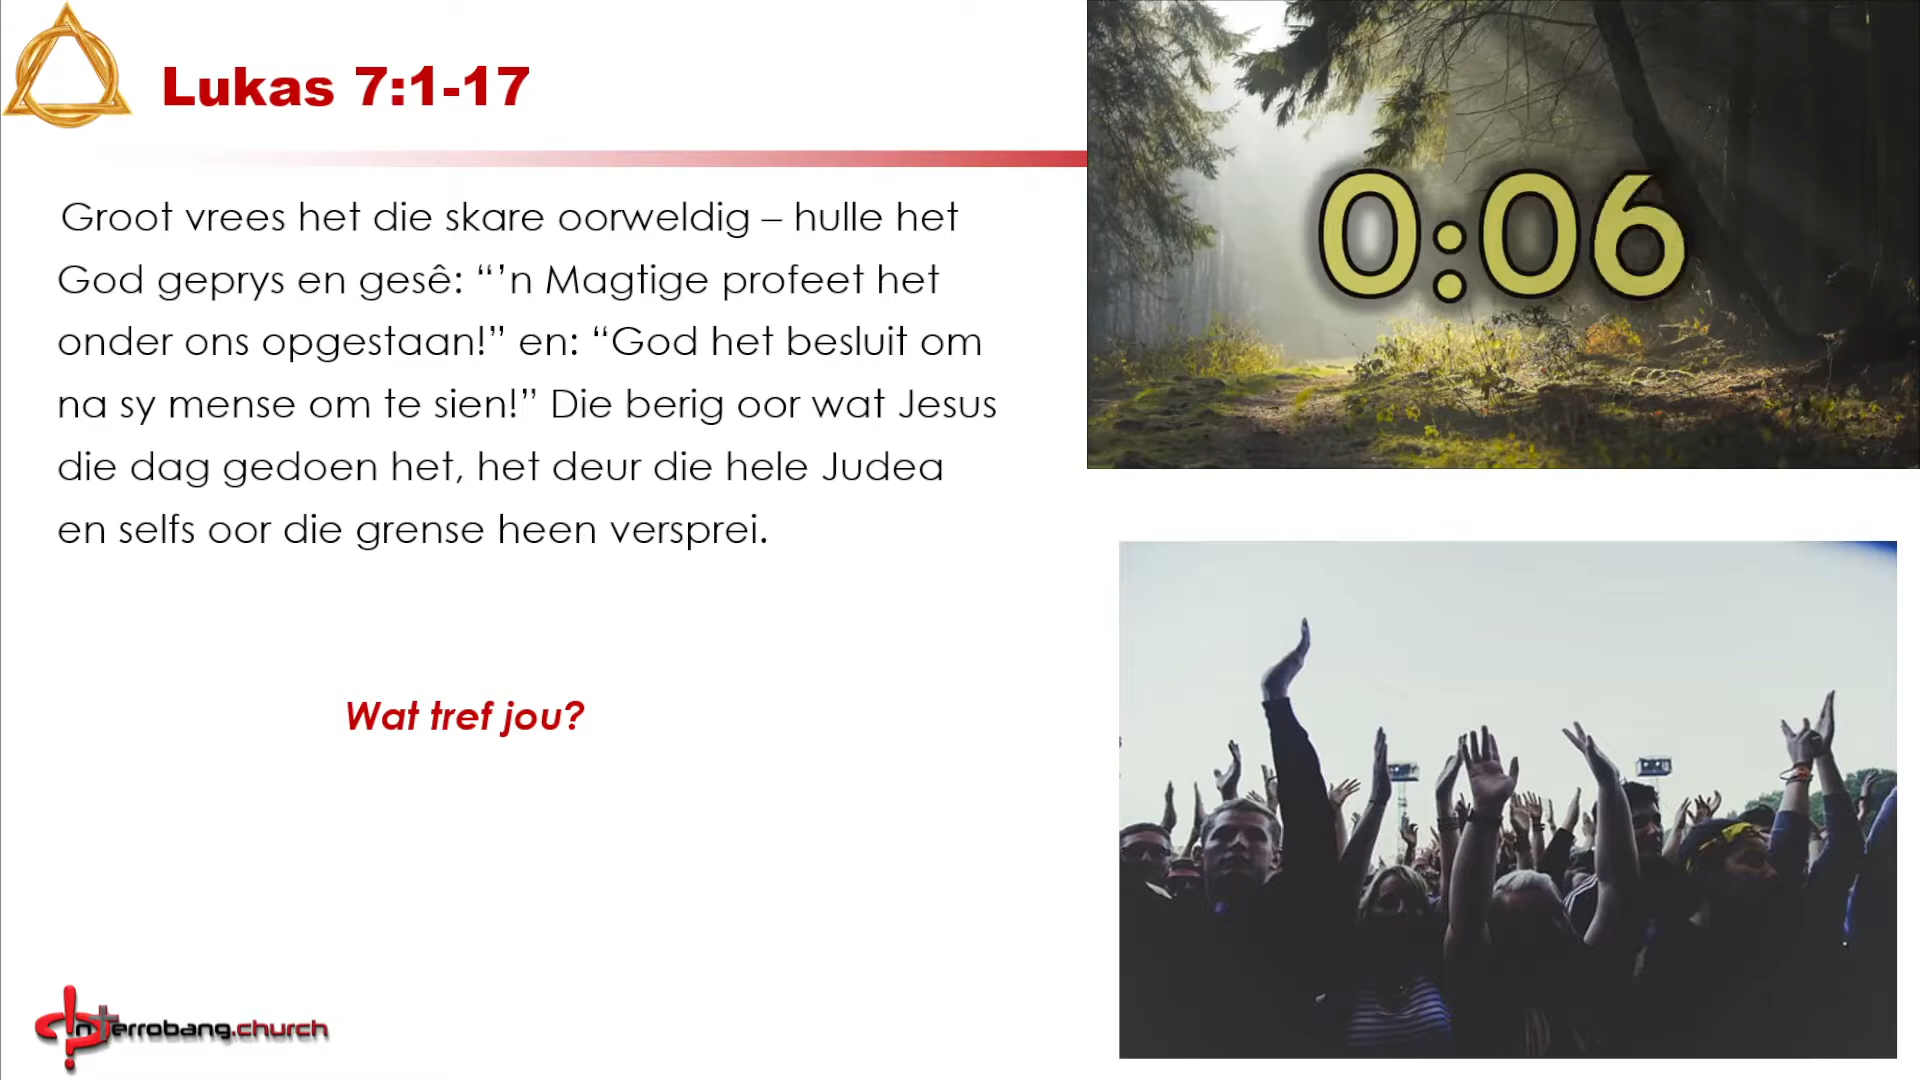 Lukas 7:1-17
Groot vrees het die skare oorweldig – hulle het
God geprys en gesê: “’n Magtige profeet het
onder ons opgestaan!” en: “God het besluit om
na sy mense om te sien!” Die berig oor wat Jesus
die dag gedoen het, het deur die hele Judea
en selfs oor die grense heen versprei.
Wat tref jou?
0:06
Interrobang.church